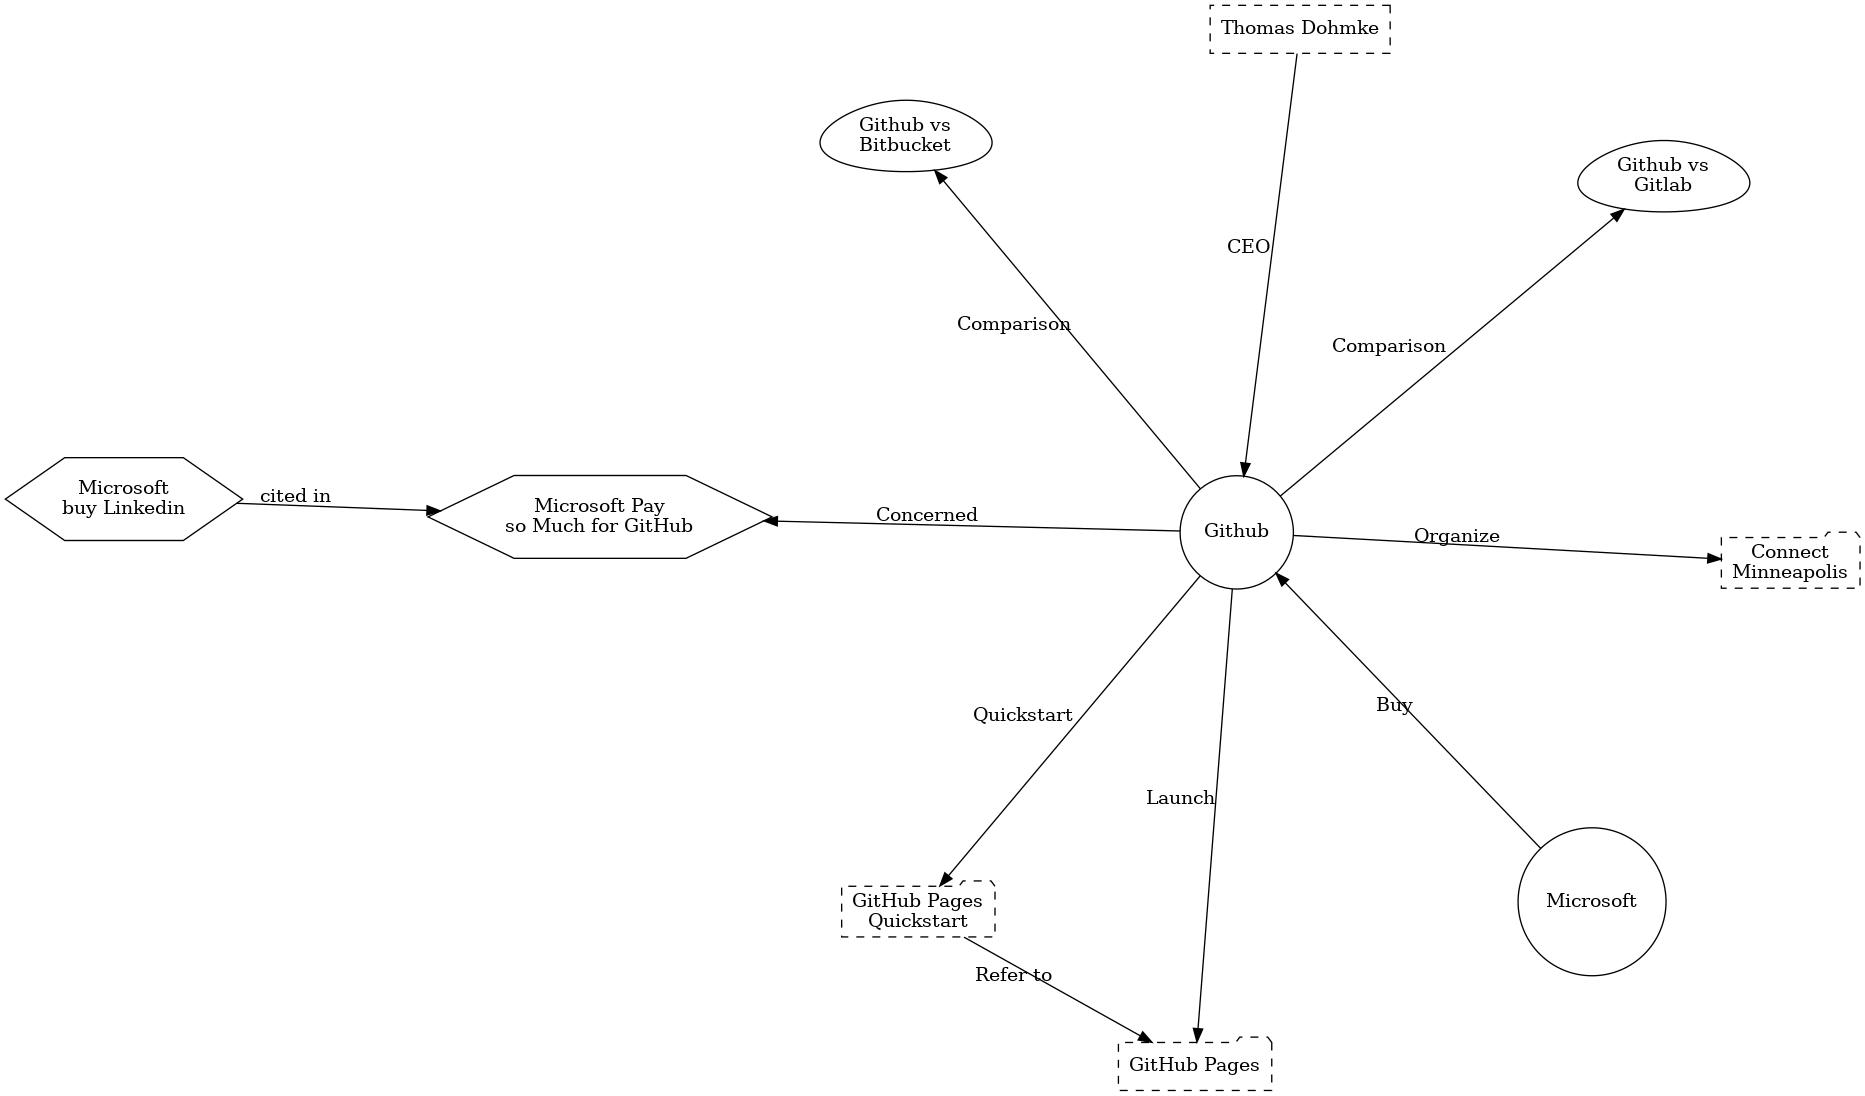 Thomas Dohmke
Github vs
Bitbucket
Github vs
Gitlab
CEO
Comparison
Comparison
Microsoft
buy Linkedin
cited in
Microsoft Pay
so Much for GitHub
Concerned
Github
Organize
Connect
Minneapolis
Quickstart
Buy
Launch
GitHub Pages
Quickstart
Microsoft
Refer to
GitHub Pages